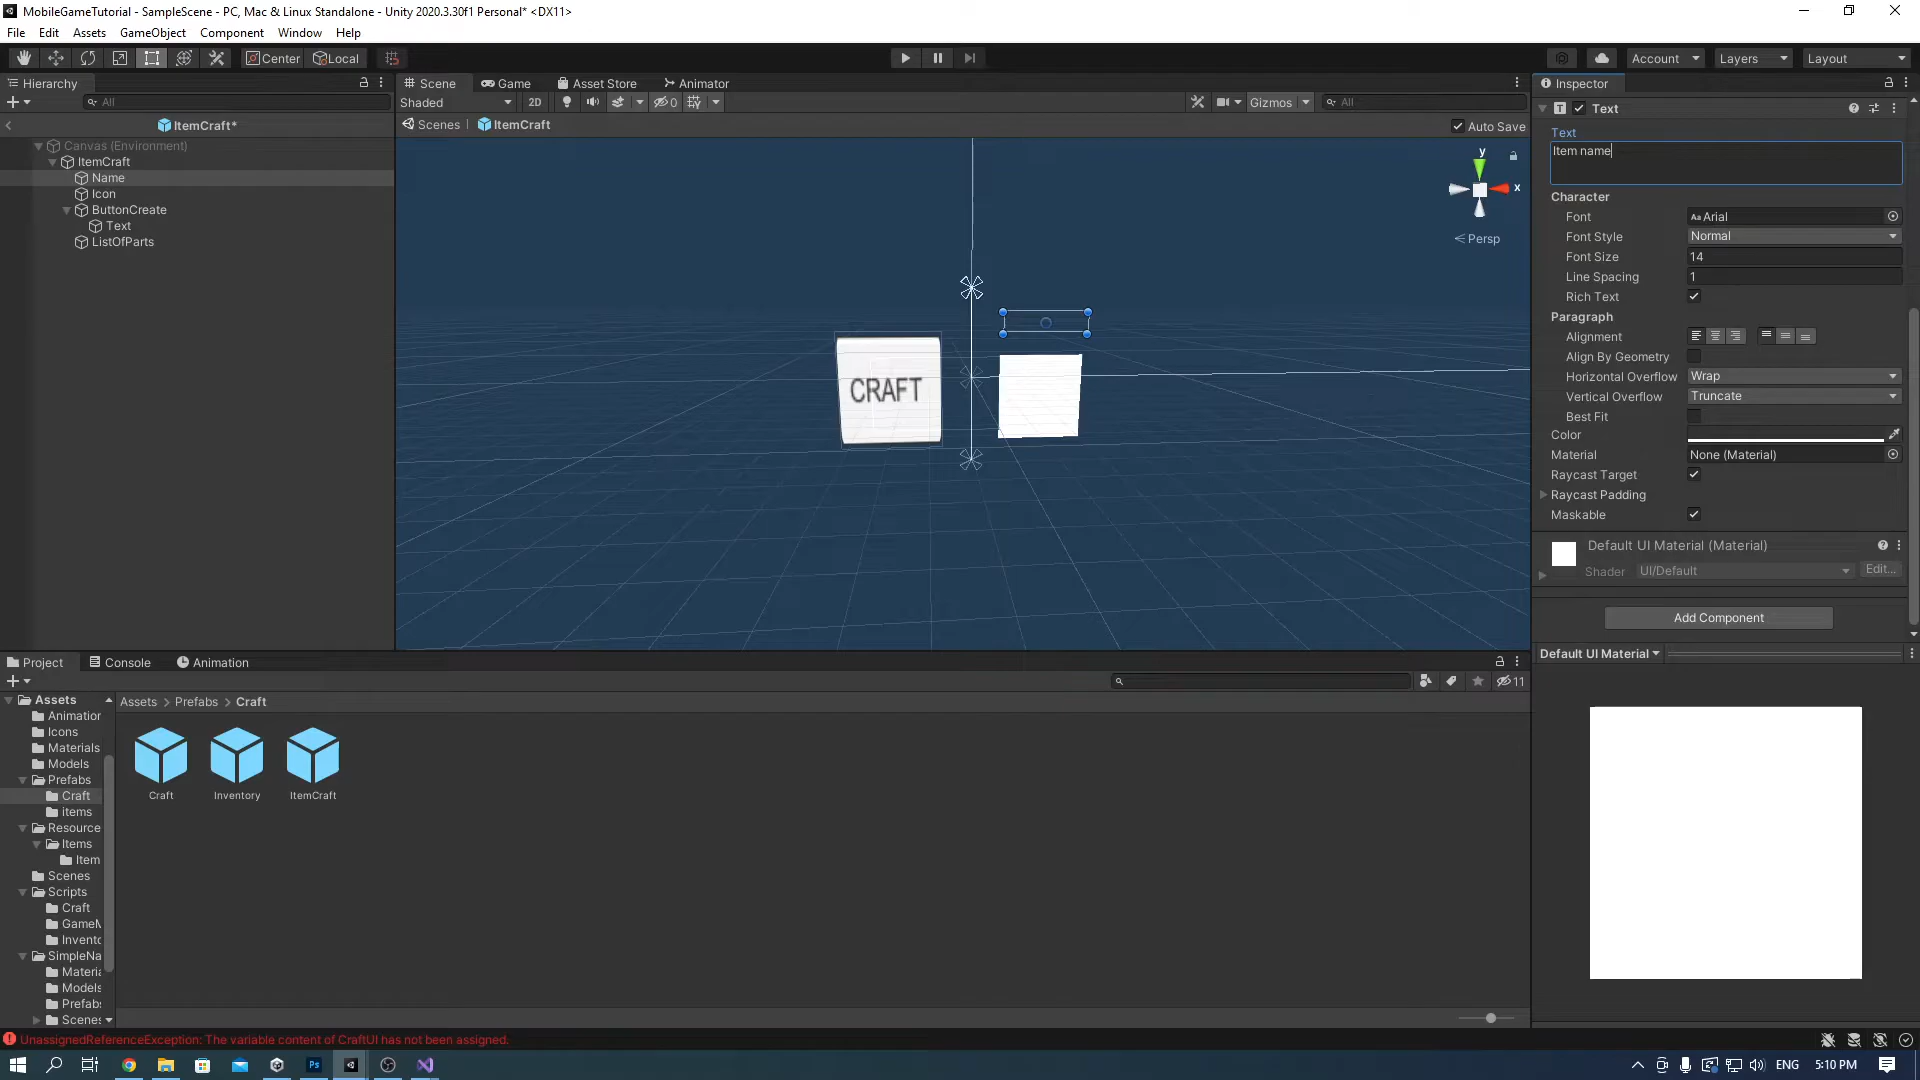 MobileGameTutorial - SampleScene - PC, Mac & Linux Standalone - Unity 2020.3.30f1 Personal* <DX11>
File Edit Assets GameObject Component Window Help
Center Local Account Layers Layout
Hierarchy
All
ItemCraft*
Canvas (Environment)
ItemCraft
Name
Icon
ButtonCreate
Text
ListOfParts
Scene Game Asset Store Animator
Shaded 2D 0 Gizmos All
Scenes ItemCraft Auto Save
y
x
Persp
CRAFT
Inspector
Text
Text
Item name
Character
Font Arial
Font Style Normal
Font Size 14
Line Spacing 1
Rich Text
Paragraph
Alignment
Align By Geometry
Horizontal Overflow Wrap
Vertical Overflow Truncate
Best Fit
Color
Material None (Material)
Raycast Target
Raycast Padding
Maskable
Default UI Material (Material)
Shader UI/Default Edit...
Add Component
Default UI Material
Project Console Animation
11
Assets
Animation
Icons
Materials
Models
Prefabs
Craft
items
Resource
Items
Item
Scenes
Scripts
Craft
GameM
Invento
SimpleNa
Materia
Models
Prefabs
Scenes
Assets > Prefabs > Craft
Craft Inventory ItemCraft
UnassignedReferenceException: The variable content of CraftUI has not been assigned.
Ps
ENG 5:10 PM